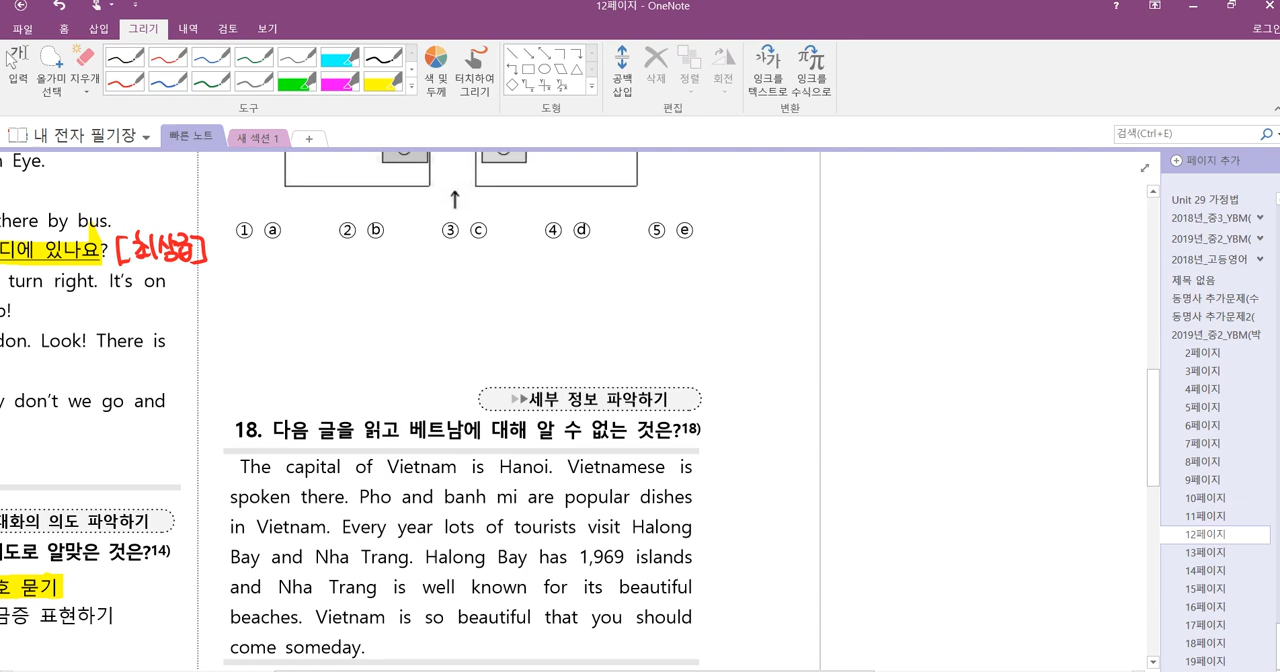 12페이지 - OneNote
파일 홈 삽입 그리기 내역 검토 보기
로그인
입력
올가미
선택
지우개
색 및
두께
터치하여
그리기
공백
삽입
삭제
정렬
회전
잉크를
텍스트로
잉크를
수식으로
도구
도형
편집
변환
내 전자 필기장
빠른 노트
새 섹션 1
검색(Ctrl+E)
Eye.
there by bus.
디에 있나요? [최상급]
turn right. It's on
p!
don. Look! There is
y don't we go and
대화의 의도 파악하기
의도로 알맞은 것은?14)
호 묻기
금증 표현하기
① ⓐ ② ⓑ ③ ⓒ ④ ⓓ ⑤ ⓔ
▶▶세부 정보 파악하기
18. 다음 글을 읽고 베트남에 대해 알 수 없는 것은?18)
The capital of Vietnam is Hanoi. Vietnamese is
spoken there. Pho and banh mi are popular dishes
in Vietnam. Every year lots of tourists visit Halong
Bay and Nha Trang. Halong Bay has 1,969 islands
and Nha Trang is well known for its beautiful
beaches. Vietnam is so beautiful that you should
come someday.
페이지 추가
Unit 29 가정법
2018년_중3_YBM(
2019년_중2_YBM(
2018년_고등영어
제목 없음
동명사 추가문제(수
동명사 추가문제2(
2019년_중2_YBM(박
2페이지
3페이지
4페이지
5페이지
6페이지
7페이지
8페이지
9페이지
10페이지
11페이지
12페이지
13페이지
14페이지
15페이지
16페이지
17페이지
18페이지
19페이지